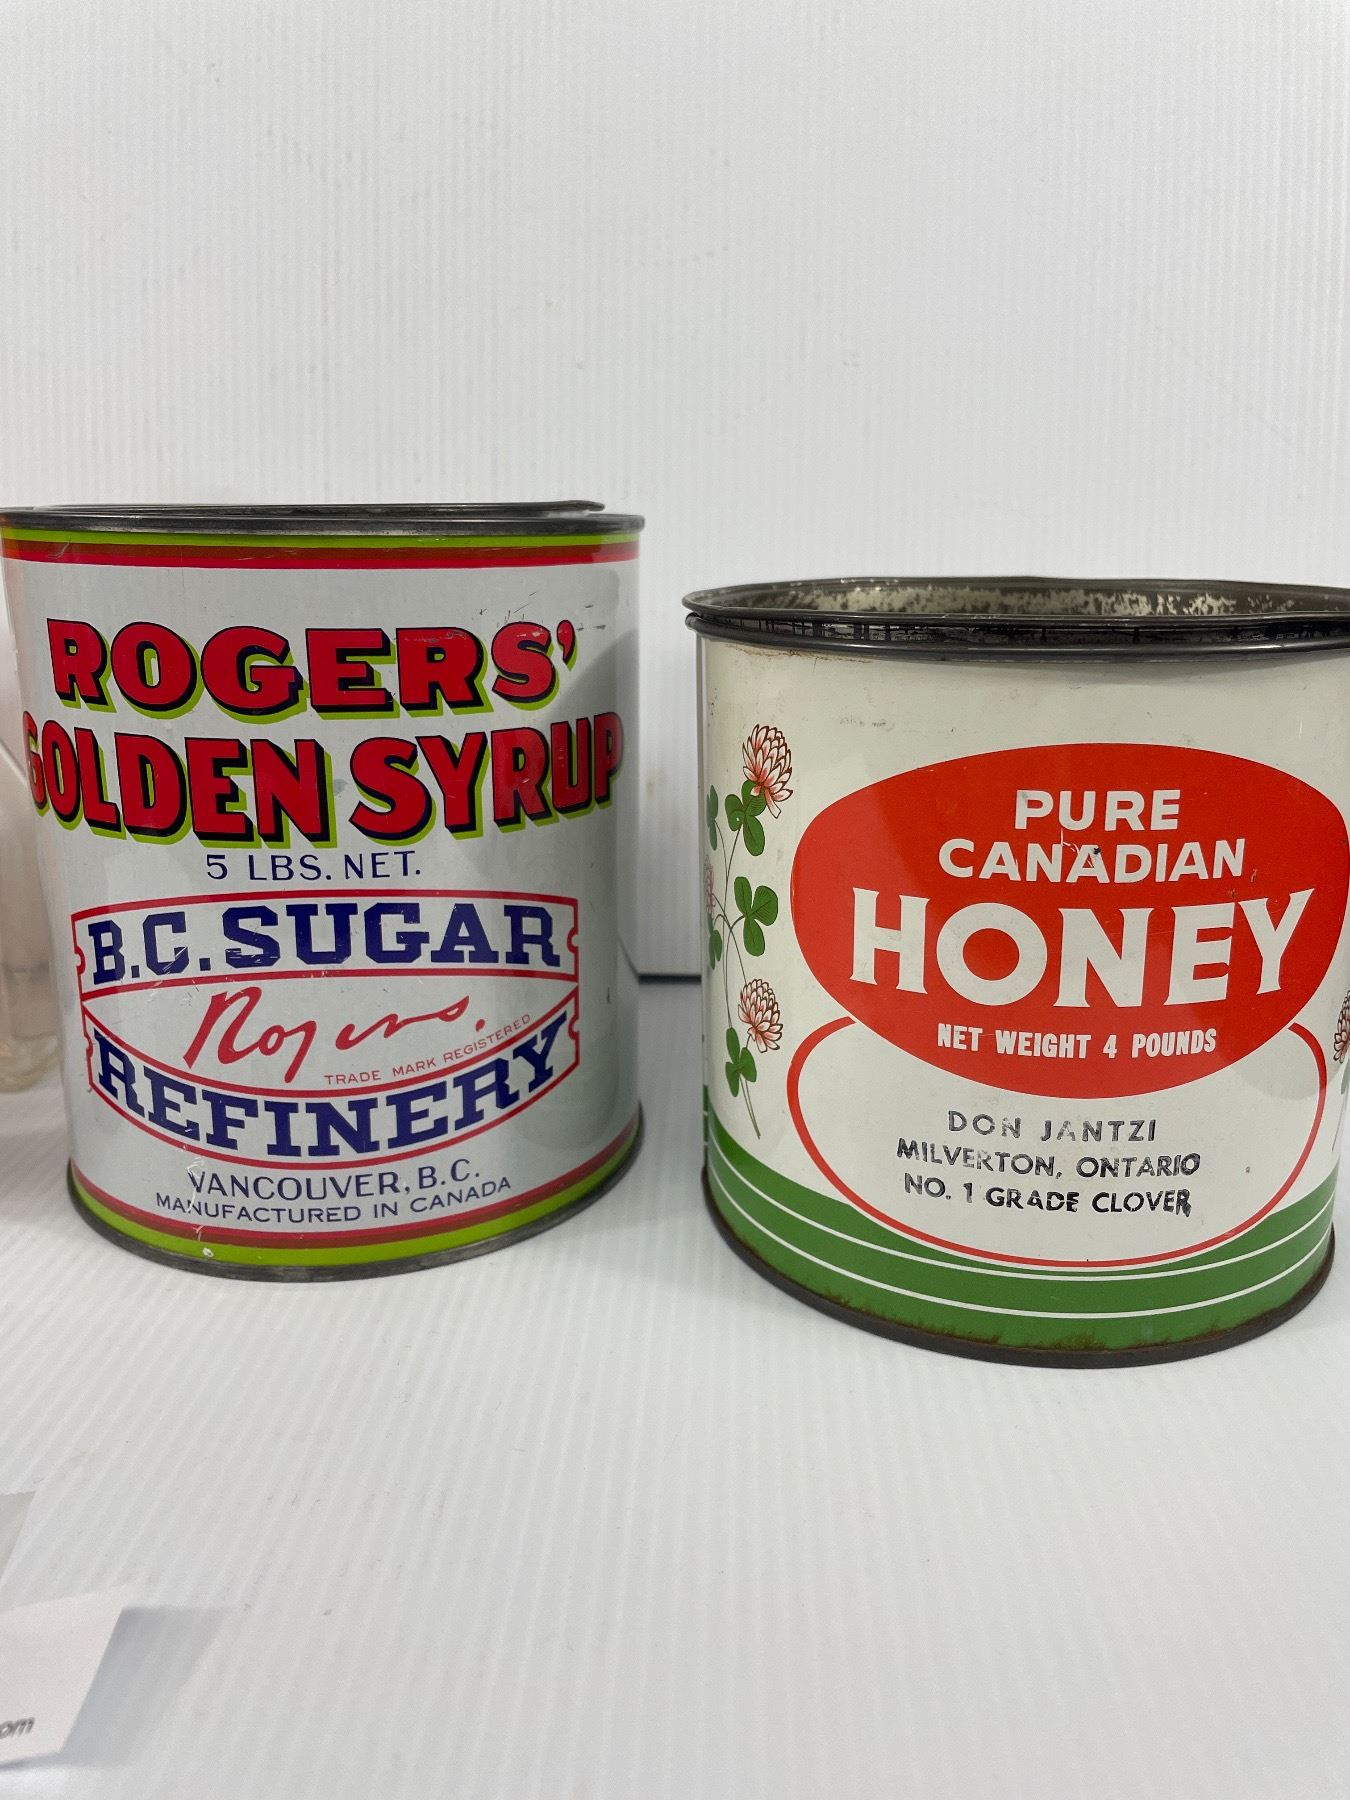 ROGERS'
GOLDEN SYRUP
5 LBS. NET.
B.C. SUGAR
Rogers.
TRADE MARK REGISTERED
REFINERY
VANCOUVER, B.C.
MANUFACTURED IN CANADA
PURE
CANADIAN
HONEY
NET WEIGHT 4 POUNDS
DON JANTZI
MILVERTON, ONTARIO
NO. 1 GRADE CLOVER